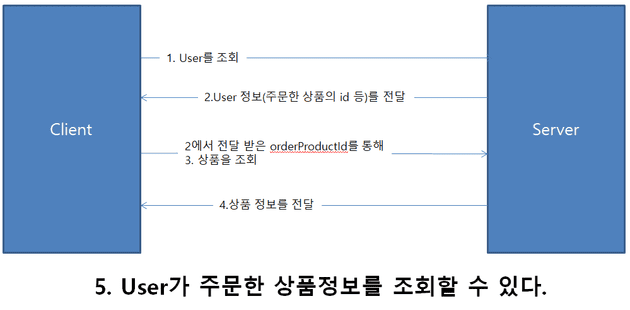 1. User를 조회
2.User 정보(주문한 상품의 id 등)를 전달
Client
Server
2에서 전달 받은 orderProductId를 통해
3. 상품을 조회
4.상품 정보를 전달
5. User가 주문한 상품정보를 조회할 수 있다.